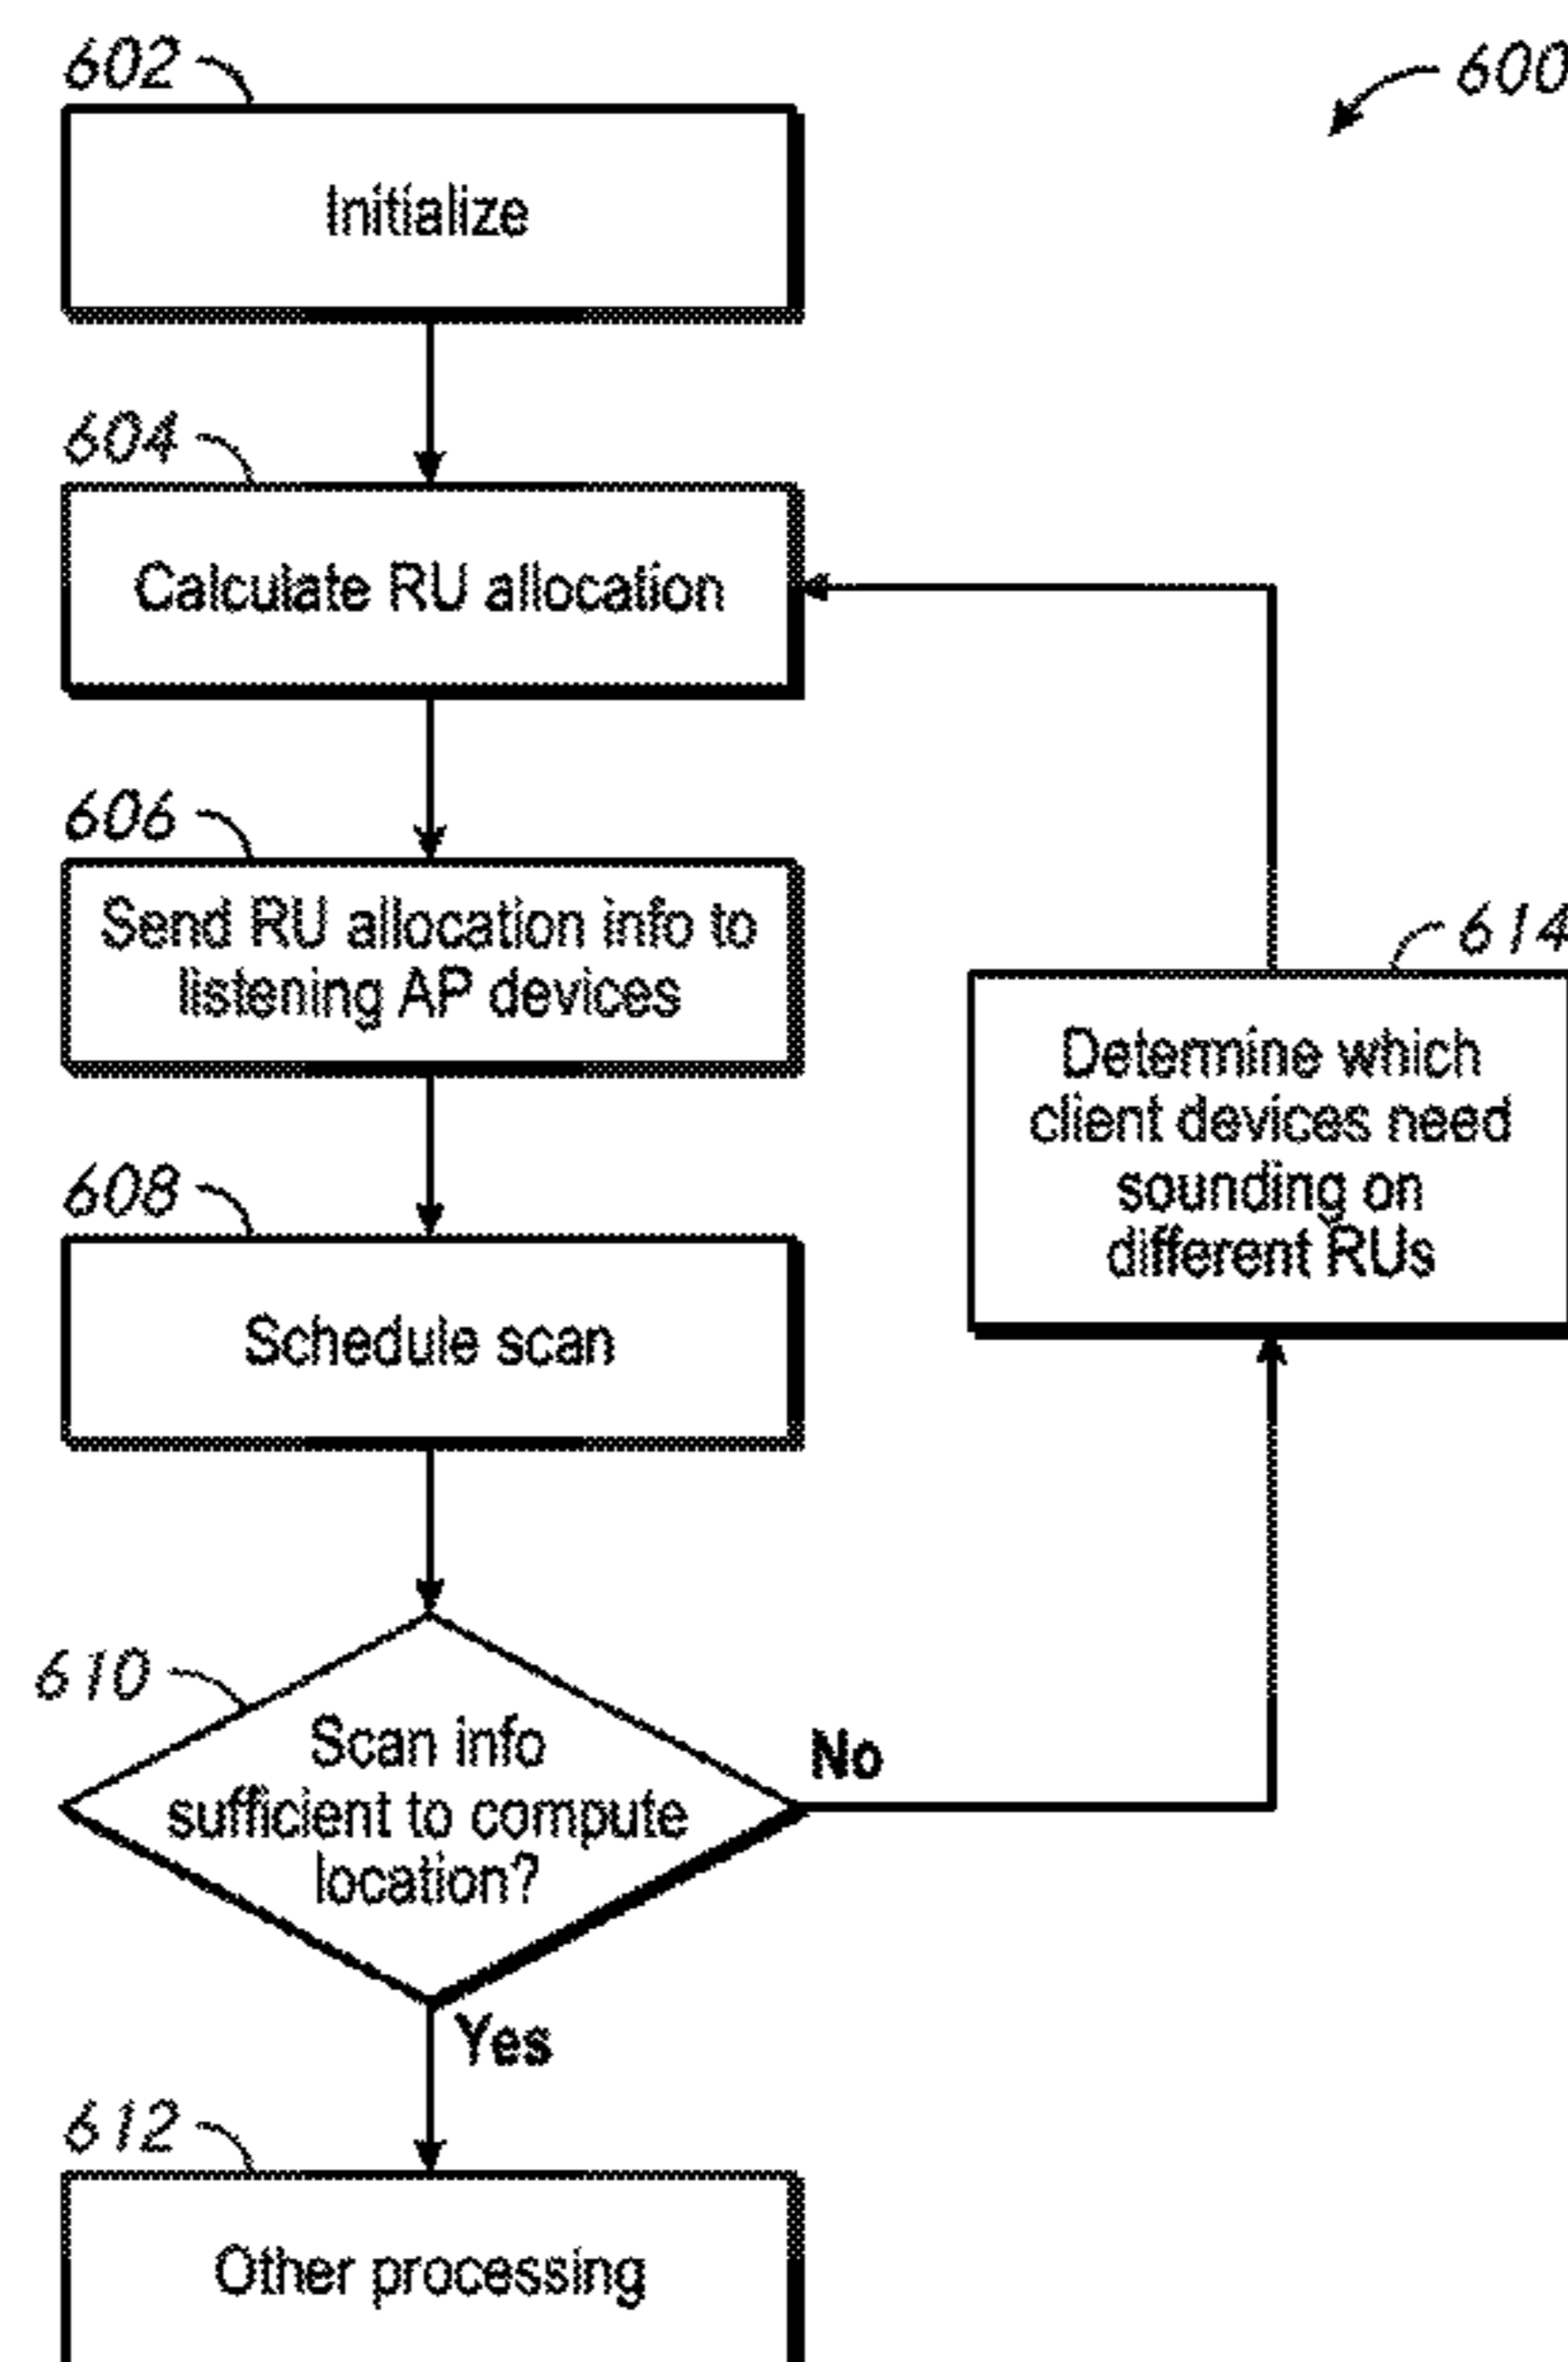 602
600
Initialize
604
Calculate RU allocation
606
Send RU allocation info to
listening AP devices
614
Determine which
client devices need
sounding on
different RUs
608
Schedule scan
610
Scan info
sufficient to compute
location?
No
Yes
612
Other processing